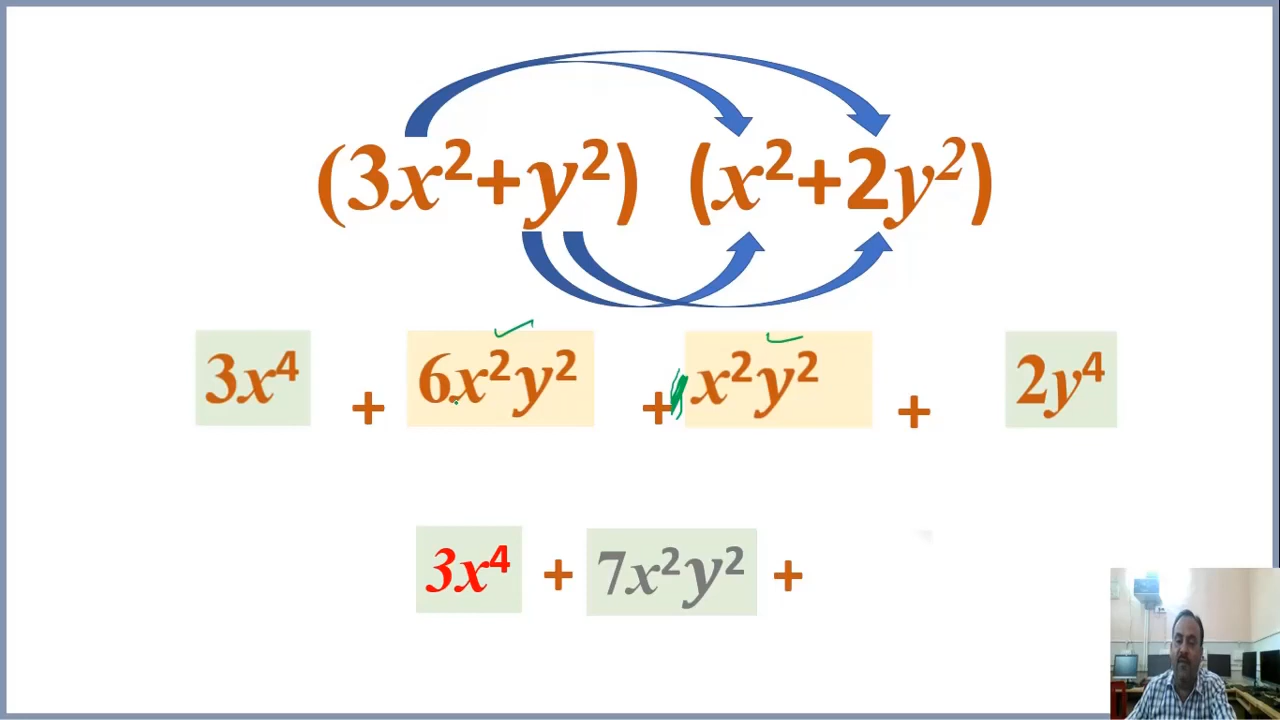 (3x²+y²) (x²+2y²)
3x⁴ + 6x²y² + x²y² + 2y⁴
3x⁴ + 7x²y² +